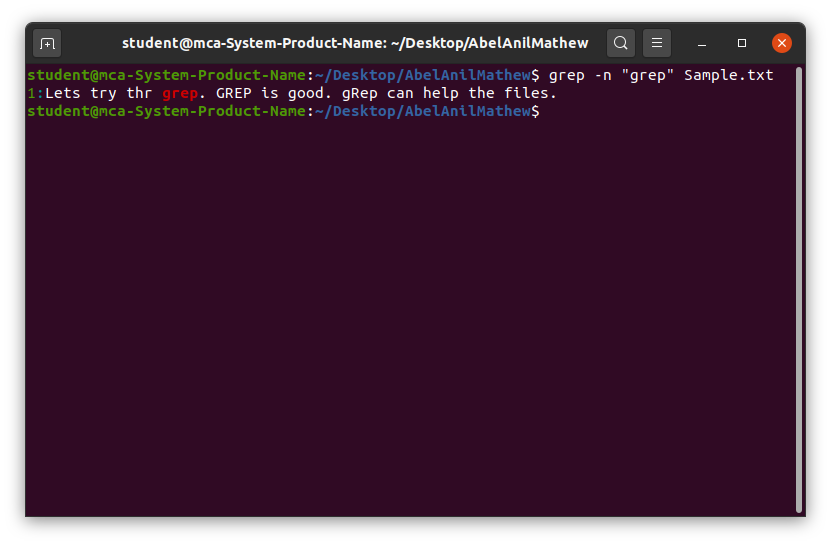 student@mca-System-Product-Name: ~/Desktop/AbelAnilMathew
student@mca-System-Product-Name:~/Desktop/AbelAnilMathew$ grep -n "grep" Sample.txt
1:Lets try thr grep. GREP is good. gRep can help the files.
student@mca-System-Product-Name:~/Desktop/AbelAnilMathew$